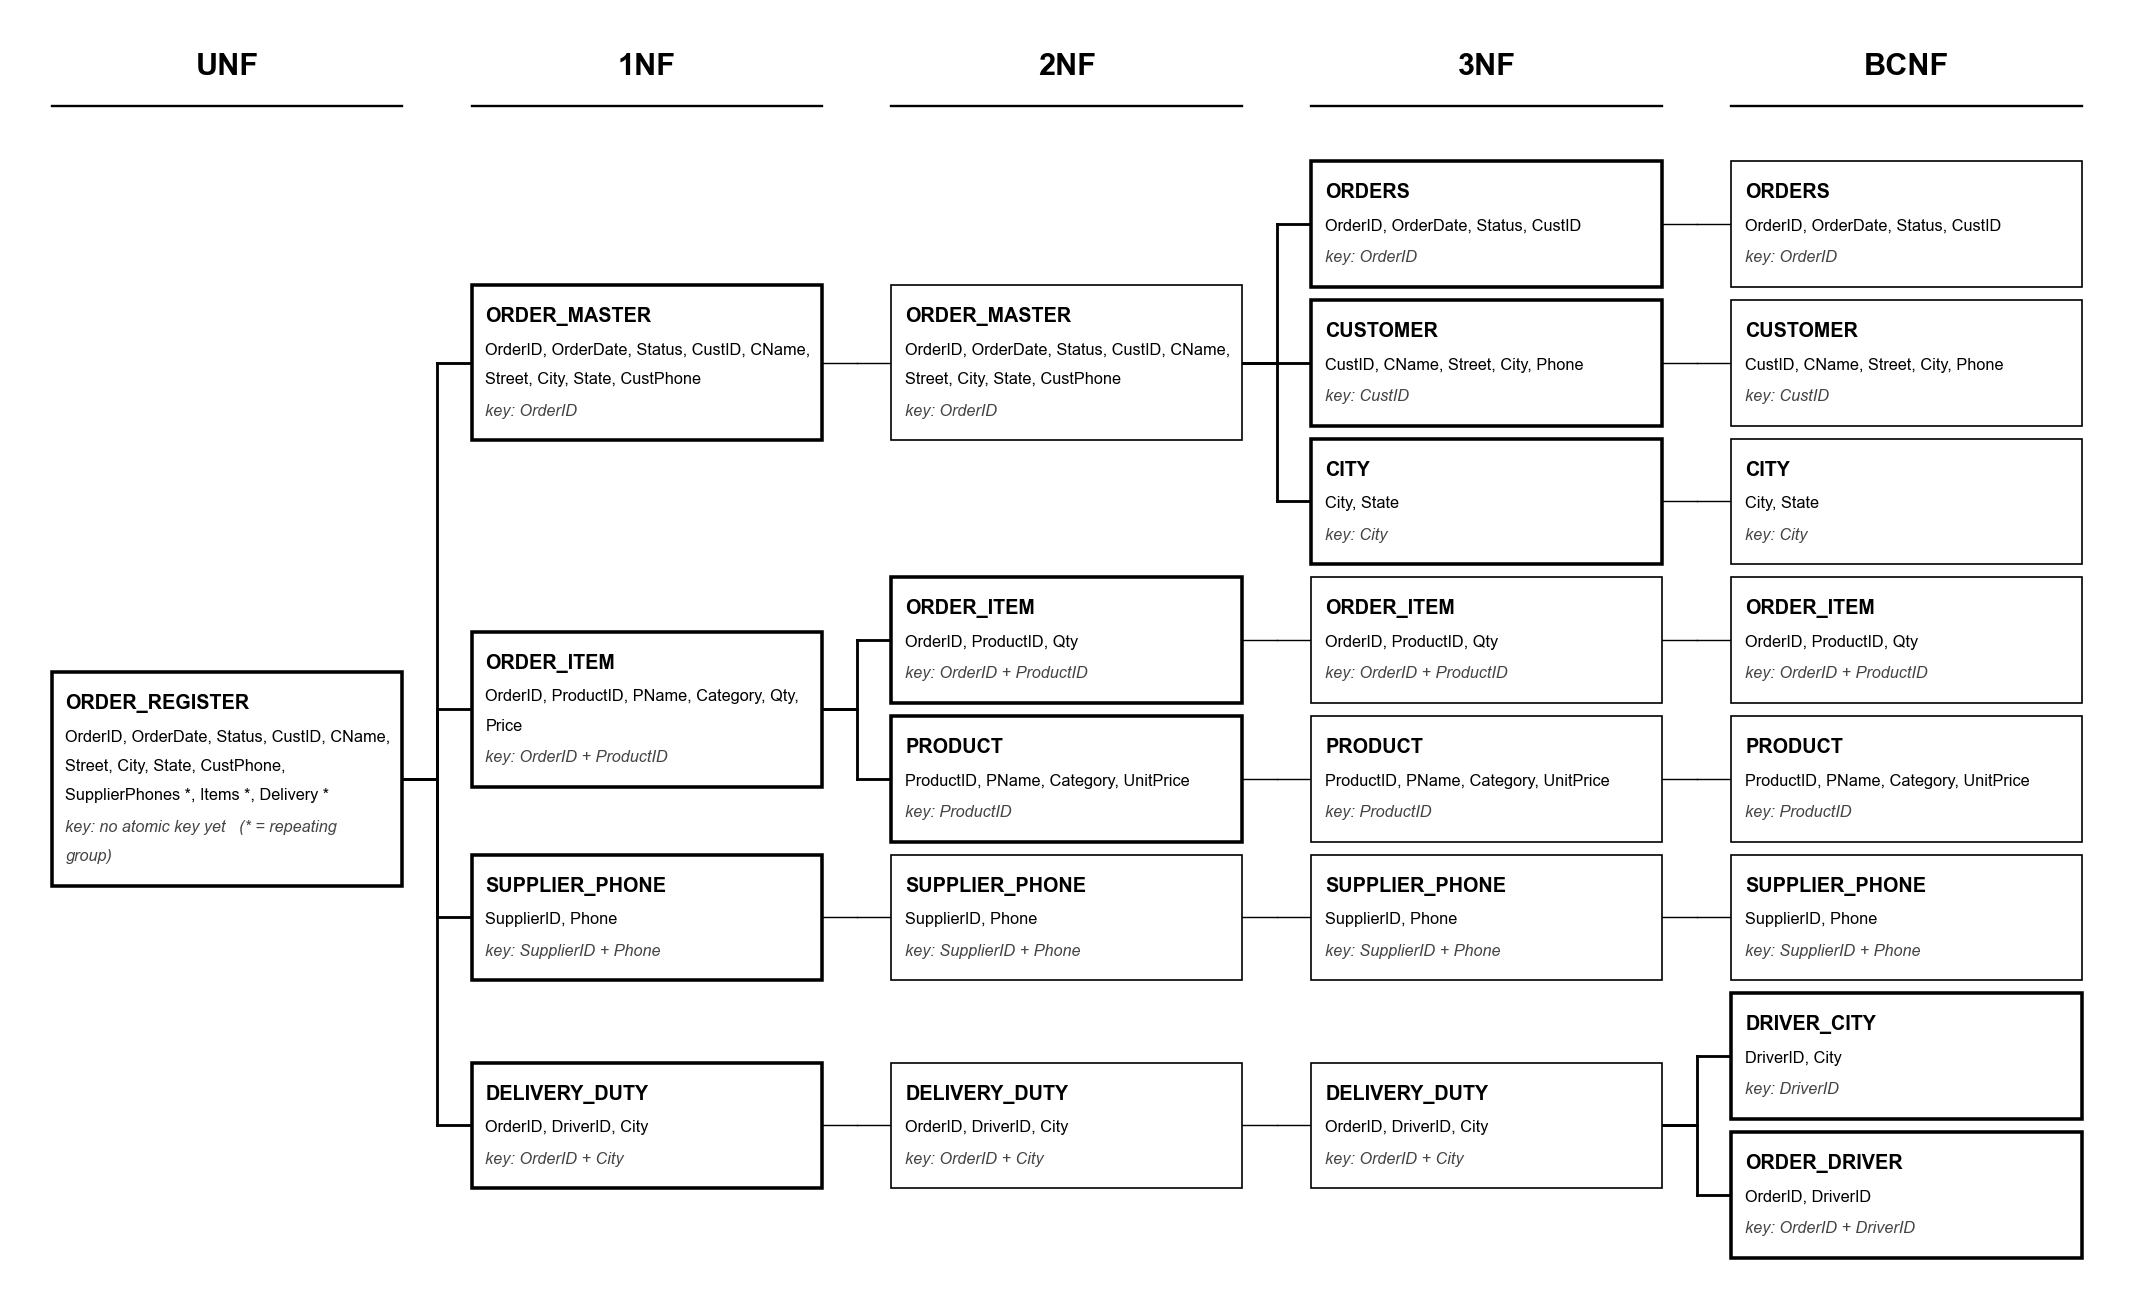 UNF
1NF
2NF
3NF
BCNF
ORDER_REGISTER
OrderID, OrderDate, Status, CustID, CName,
Street, City, State, CustPhone,
SupplierPhones *, Items *, Delivery *
key: no atomic key yet (* = repeating
group)
ORDER_MASTER
OrderID, OrderDate, Status, CustID, CName,
Street, City, State, CustPhone
key: OrderID
ORDER_ITEM
OrderID, ProductID, PName, Category, Qty,
Price
key: OrderID + ProductID
SUPPLIER_PHONE
SupplierID, Phone
key: SupplierID + Phone
DELIVERY_DUTY
OrderID, DriverID, City
key: OrderID + City
ORDER_MASTER
OrderID, OrderDate, Status, CustID, CName,
Street, City, State, CustPhone
key: OrderID
ORDER_ITEM
OrderID, ProductID, Qty
key: OrderID + ProductID
PRODUCT
ProductID, PName, Category, UnitPrice
key: ProductID
SUPPLIER_PHONE
SupplierID, Phone
key: SupplierID + Phone
DELIVERY_DUTY
OrderID, DriverID, City
key: OrderID + City
ORDERS
OrderID, OrderDate, Status, CustID
key: OrderID
CUSTOMER
CustID, CName, Street, City, Phone
key: CustID
CITY
City, State
key: City
ORDER_ITEM
OrderID, ProductID, Qty
key: OrderID + ProductID
PRODUCT
ProductID, PName, Category, UnitPrice
key: ProductID
SUPPLIER_PHONE
SupplierID, Phone
key: SupplierID + Phone
DELIVERY_DUTY
OrderID, DriverID, City
key: OrderID + City
ORDERS
OrderID, OrderDate, Status, CustID
key: OrderID
CUSTOMER
CustID, CName, Street, City, Phone
key: CustID
CITY
City, State
key: City
ORDER_ITEM
OrderID, ProductID, Qty
key: OrderID + ProductID
PRODUCT
ProductID, PName, Category, UnitPrice
key: ProductID
SUPPLIER_PHONE
SupplierID, Phone
key: SupplierID + Phone
DRIVER_CITY
DriverID, City
key: DriverID
ORDER_DRIVER
OrderID, DriverID
key: OrderID + DriverID